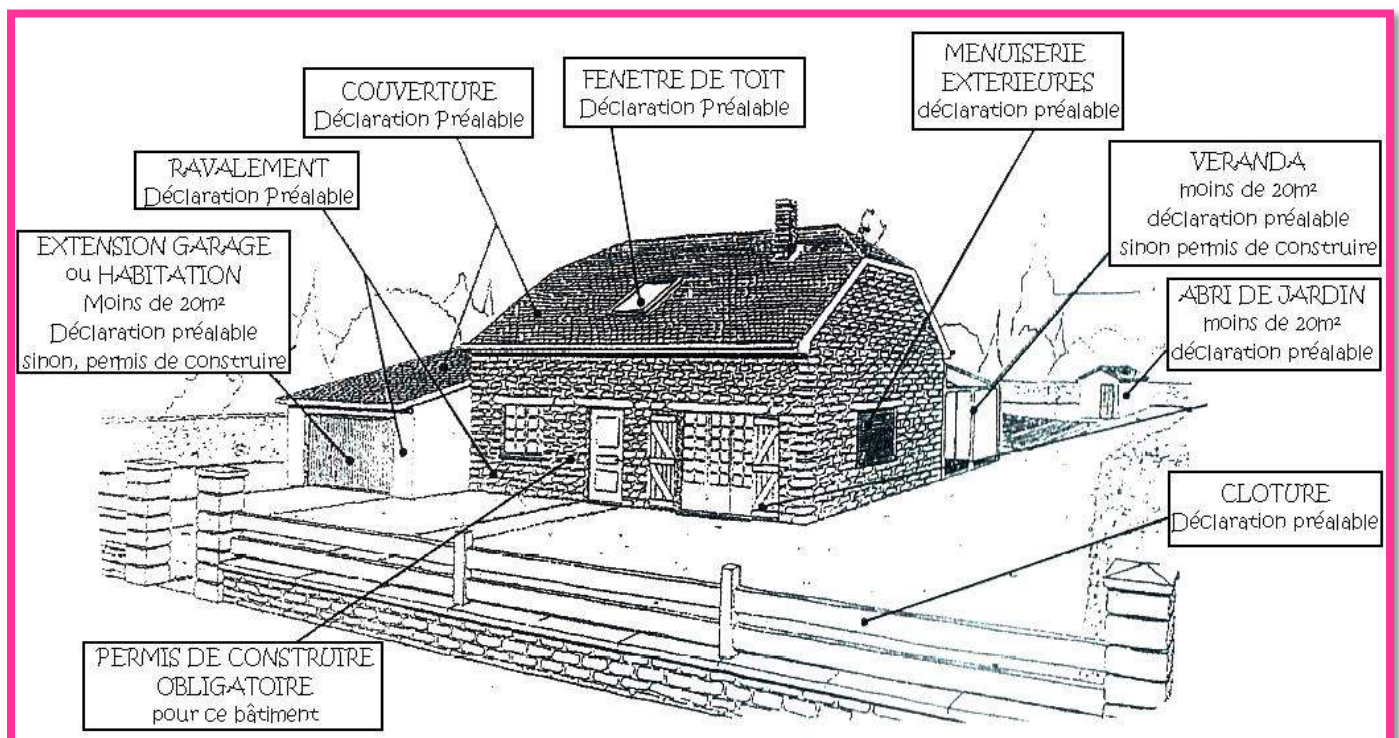 COUVERTURE
Déclaration Préalable
FENETRE DE TOIT
Déclaration Préalable
MENUISERIE
EXTERIEURES
déclaration préalable
RAVALEMENT
Déclaration Préalable
VERANDA
moins de 20m²
déclaration préalable
sinon permis de construire
EXTENSION GARAGE
ou HABITATION
Moins de 20m²
Déclaration préalable
sinon, permis de construire
ABRI DE JARDIN
moins de 20m²
déclaration préalable
CLOTURE
Déclaration préalable
PERMIS DE CONSTRUIRE
OBLIGATOIRE
pour ce bâtiment